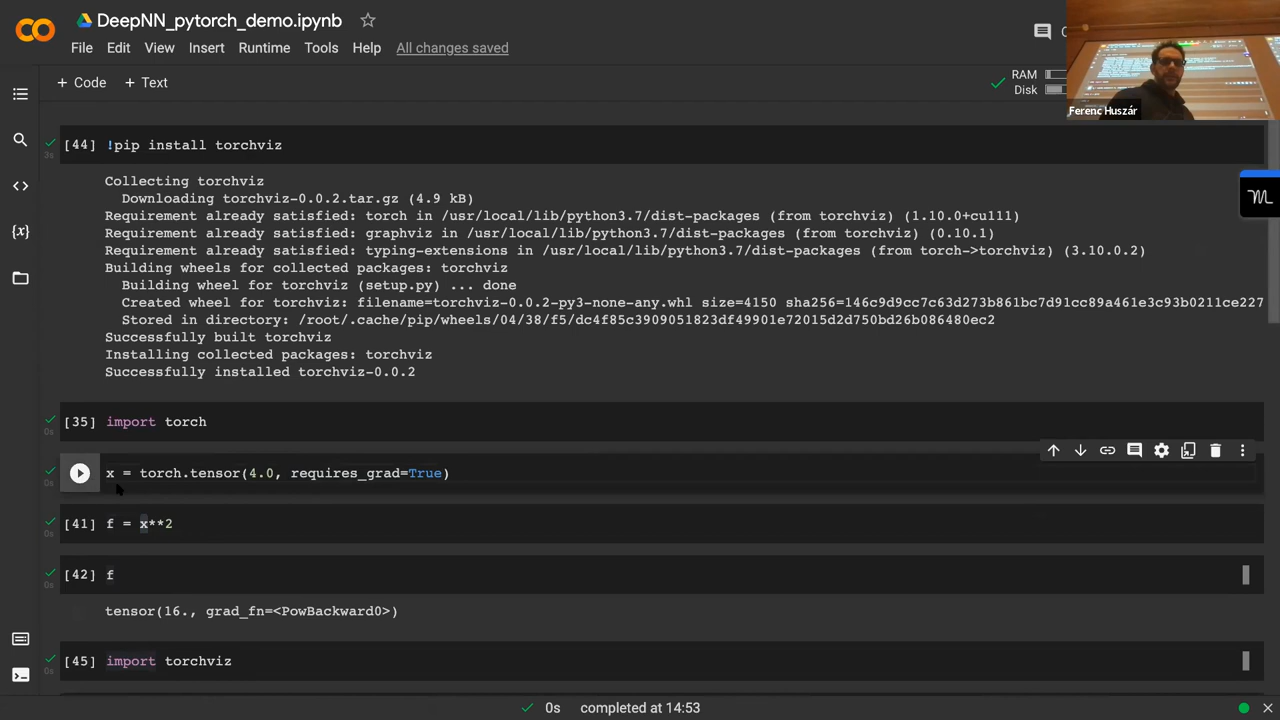 DeepNN_pytorch_demo.ipynb
File Edit View Insert Runtime Tools Help All changes saved
+ Code + Text
RAM
Disk
Ferenc Huszár
[44] !pip install torchviz
3s
Collecting torchviz
Downloading torchviz-0.0.2.tar.gz (4.9 kB)
Requirement already satisfied: torch in /usr/local/lib/python3.7/dist-packages (from torchviz) (1.10.0+cu111)
Requirement already satisfied: graphviz in /usr/local/lib/python3.7/dist-packages (from torchviz) (0.10.1)
Requirement already satisfied: typing-extensions in /usr/local/lib/python3.7/dist-packages (from torch->torchviz) (3.10.0.2)
Building wheels for collected packages: torchviz
Building wheel for torchviz (setup.py) ... done
Created wheel for torchviz: filename=torchviz-0.0.2-py3-none-any.whl size=4150 sha256=146c9d9cc7c63d273b861bc7d91cc89a461e3c93b0211ce227
Stored in directory: /root/.cache/pip/wheels/04/38/f5/dc4f85c3909051823df49901e72015d2d750bd26b086480ec2
Successfully built torchviz
Installing collected packages: torchviz
Successfully installed torchviz-0.0.2
[35] import torch
0s
x = torch.tensor(4.0, requires_grad=True)
0s
[41] f = x**2
0s
[42] f
0s
tensor(16., grad_fn=<PowBackward0>)
[45] import torchviz
0s
0s completed at 14:53